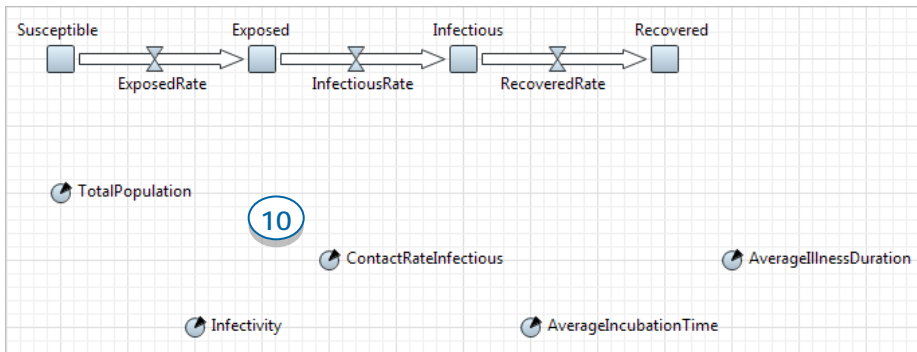 Susceptible Exposed Infectious Recovered
ExposedRate InfectiousRate RecoveredRate
TotalPopulation
10
ContactRateInfectious AverageIllnessDuration
Infectivity AverageIncubationTime